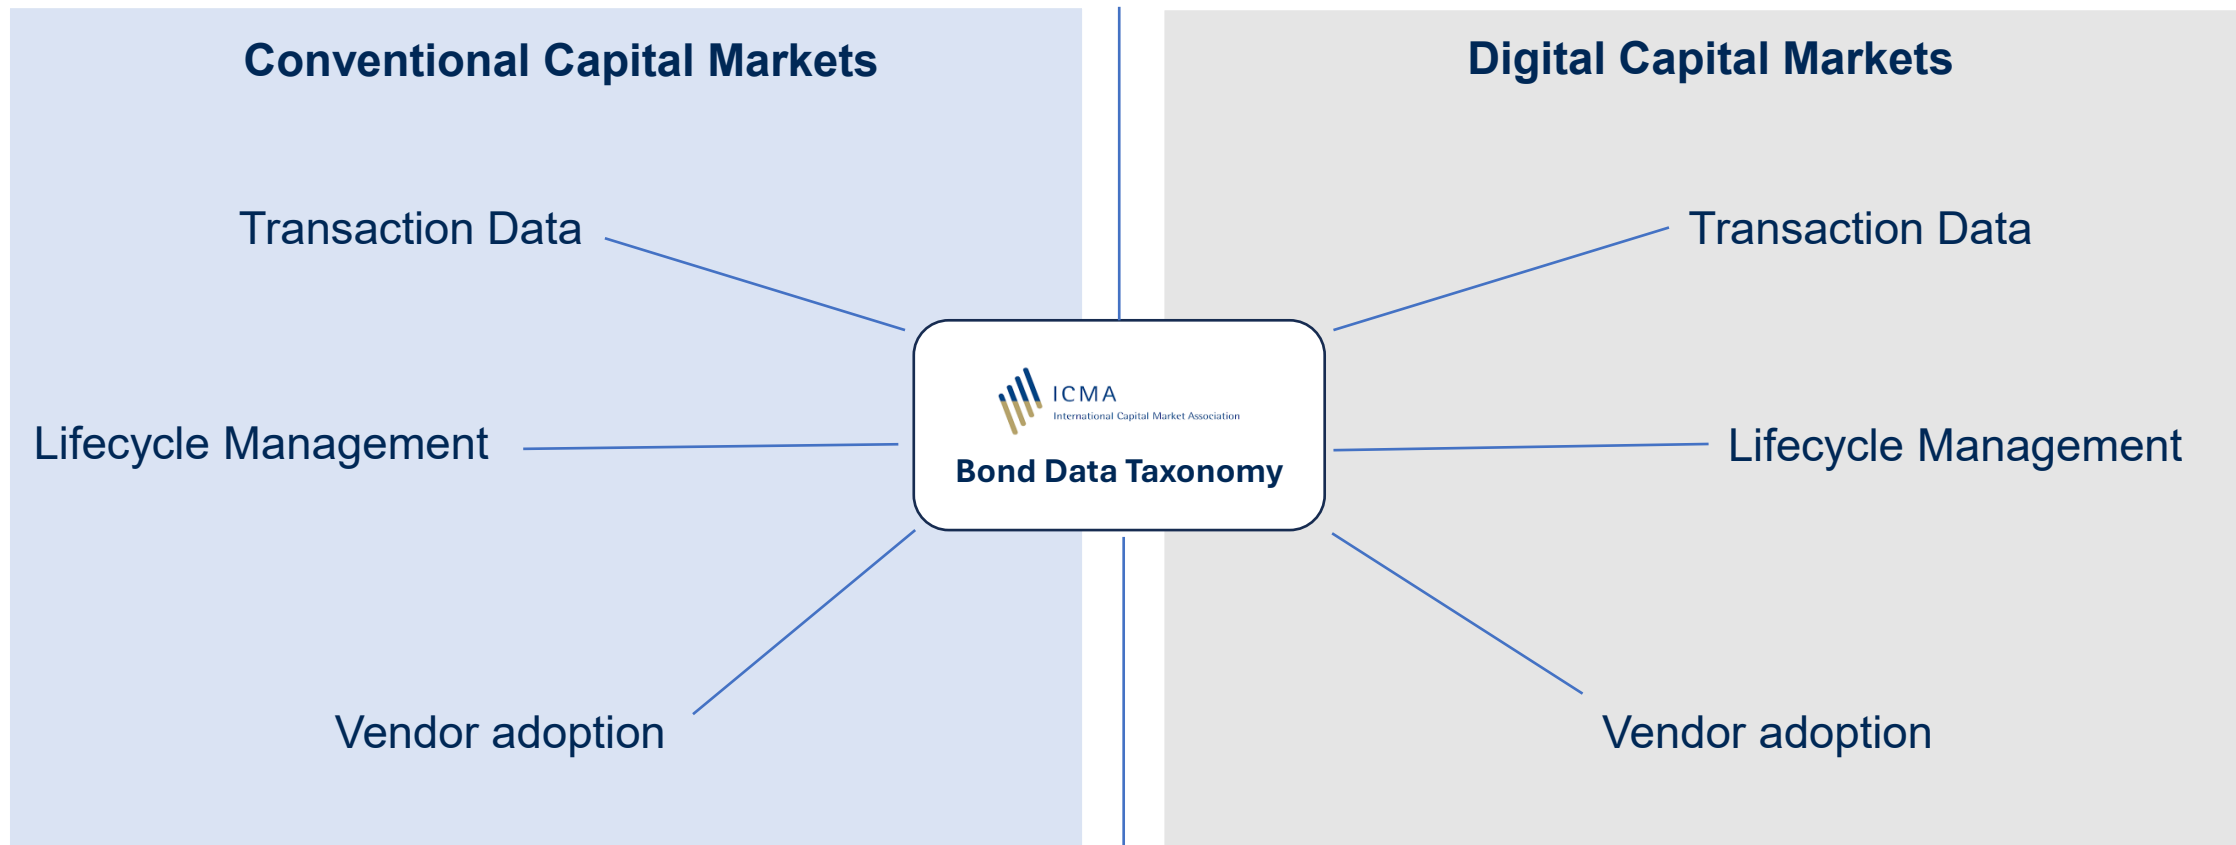 Conventional Capital Markets
Digital Capital Markets
Transaction Data
Transaction Data
ICMA
International Capital Market Association
Lifecycle Management
Lifecycle Management
Bond Data Taxonomy
Vendor adoption
Vendor adoption